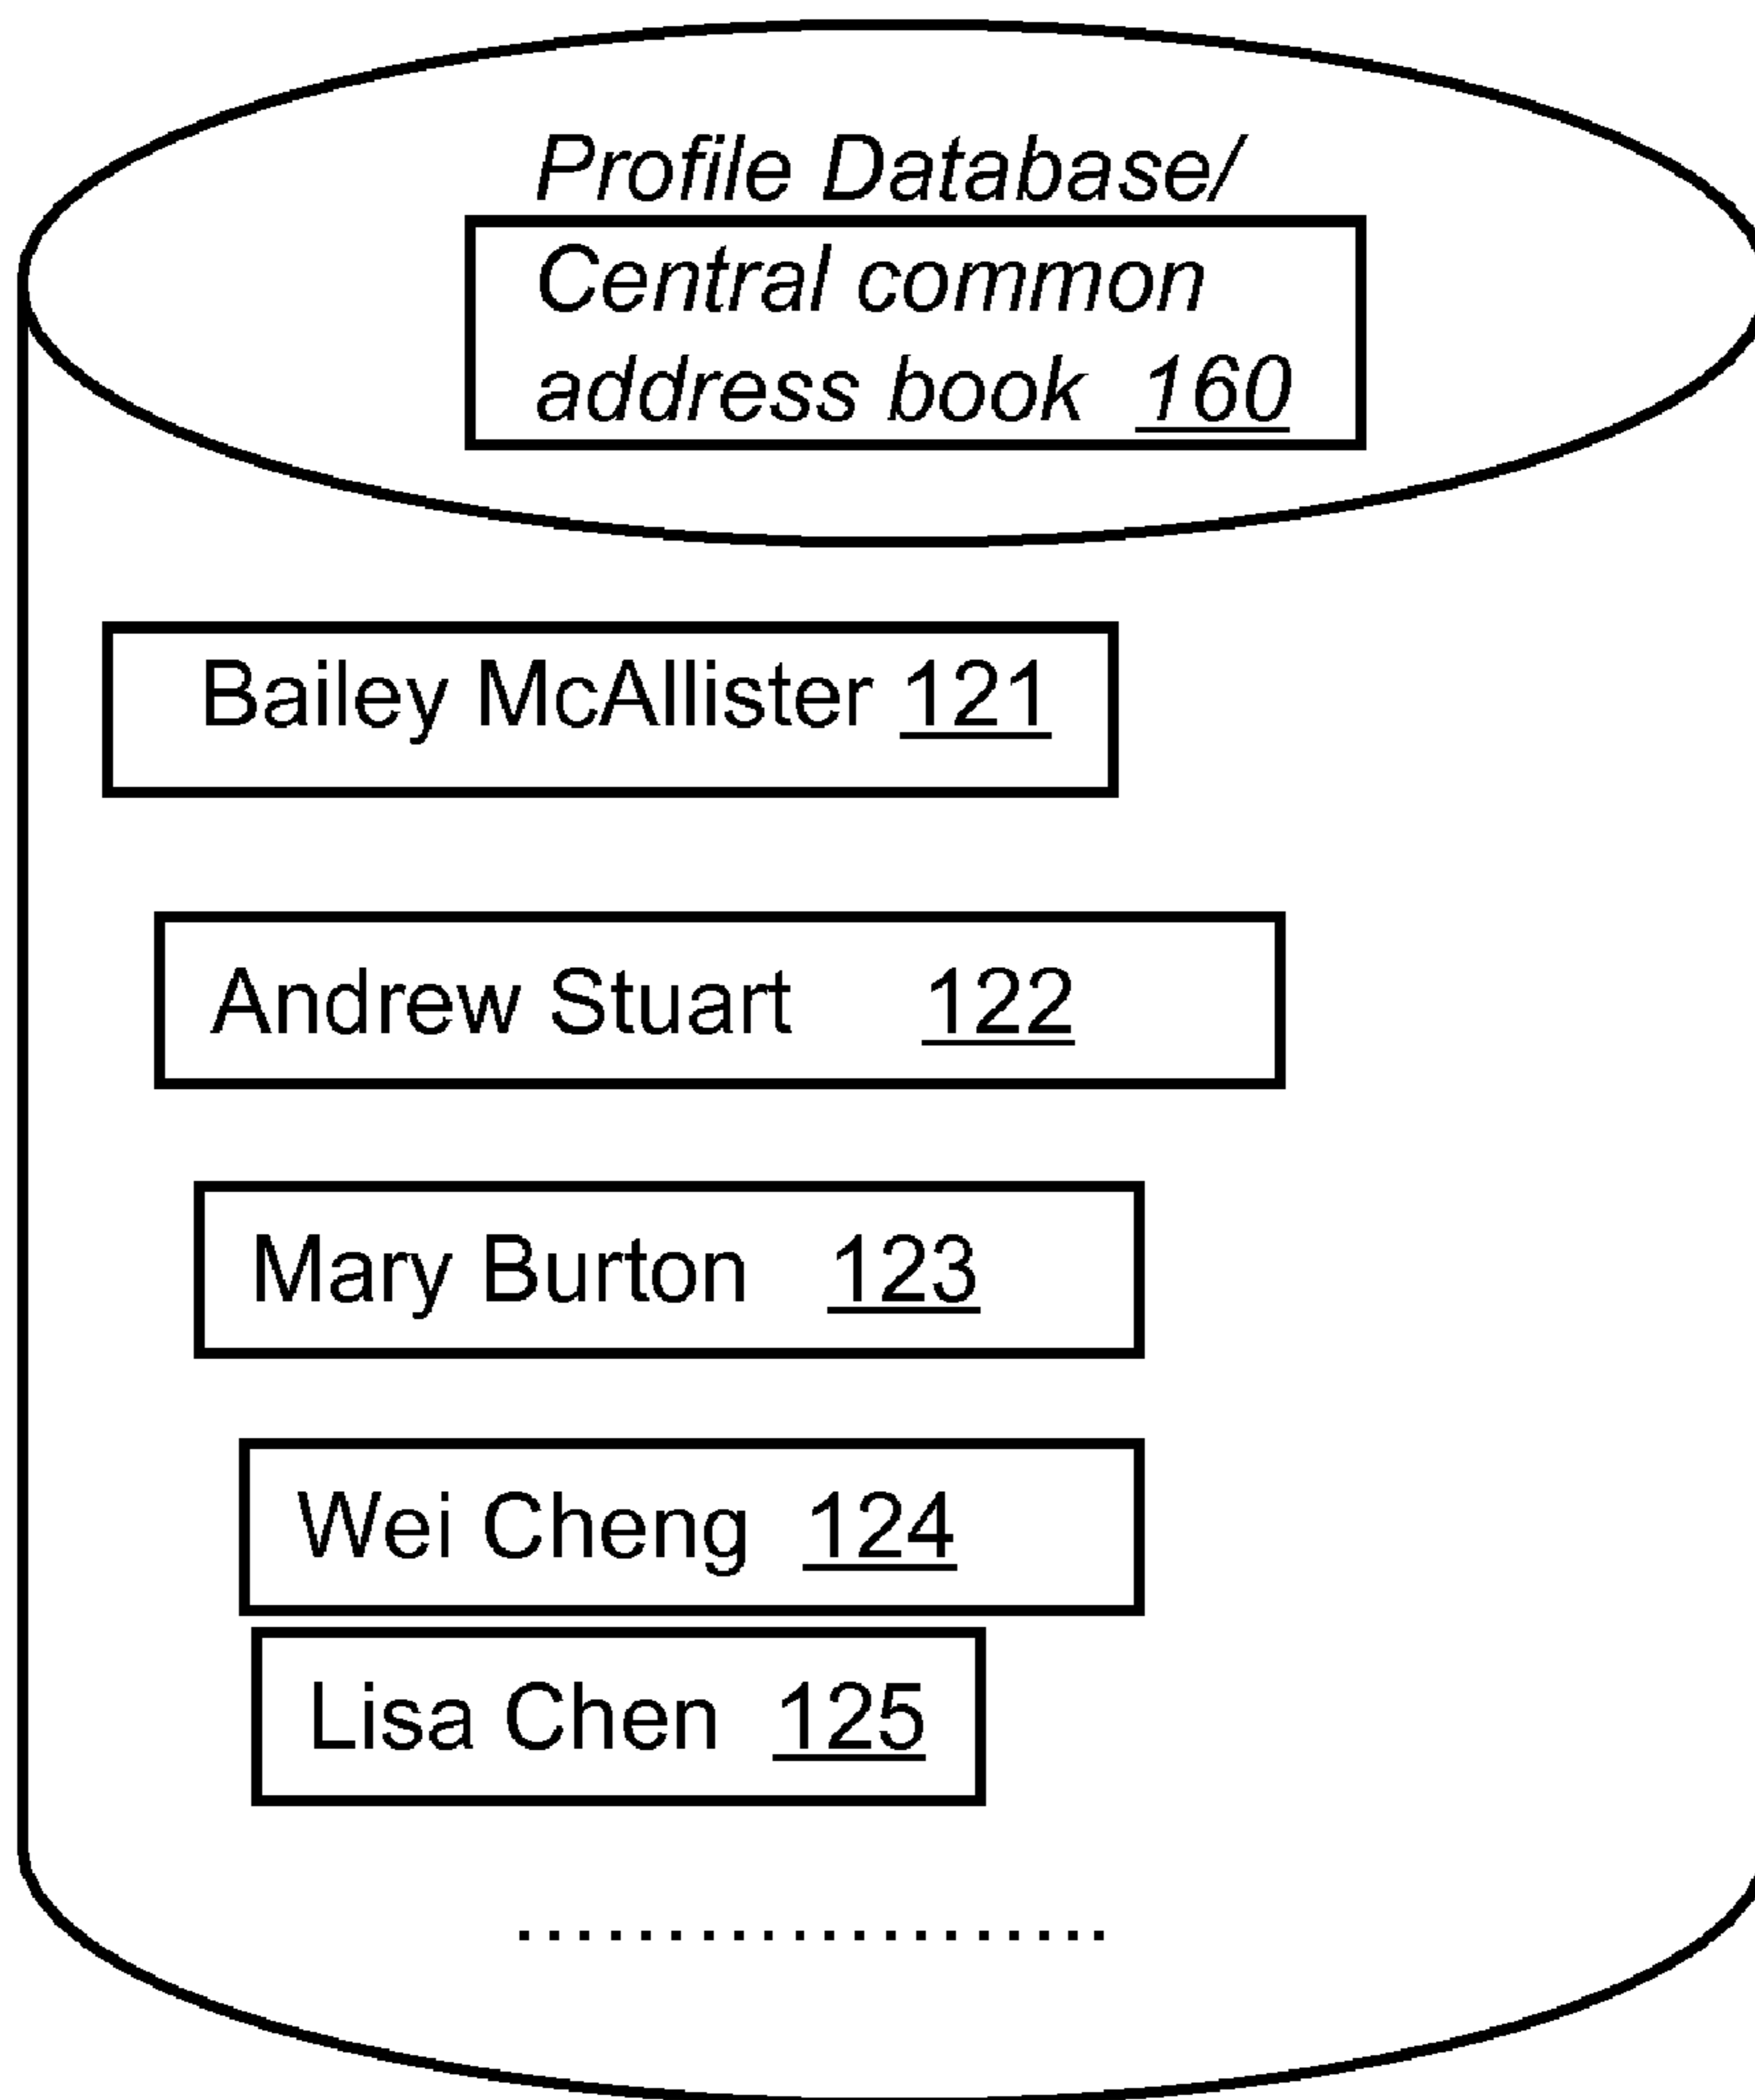 Profile Database/
Central common
address book 160
Bailey McAllister 121
Andrew Stuart 122
Mary Burton 123
Wei Cheng 124
Lisa Chen 125
....................